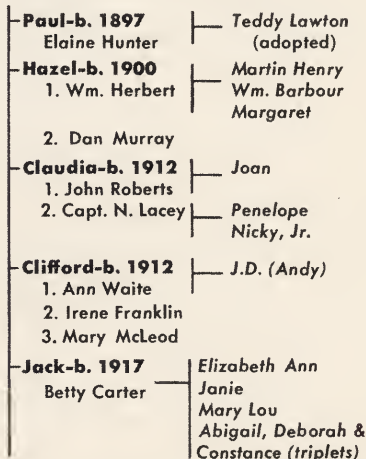 Paul-b. 1897
Elaine Hunter
Teddy Lawton
(adopted)
Hazel-b. 1900
1. Wm. Herbert
Martin Henry
Wm. Barbour
Margaret
2. Dan Murray
Claudia-b. 1912
1. John Roberts
Joan
2. Capt. N. Lacey
Penelope
Nicky, Jr.
Clifford-b. 1912
1. Ann Waite
J.D. (Andy)
2. Irene Franklin
3. Mary McLeod
Jack-b. 1917
Betty Carter
Elizabeth Ann
Janie
Mary Lou
Abigail, Deborah &
Constance (triplets)